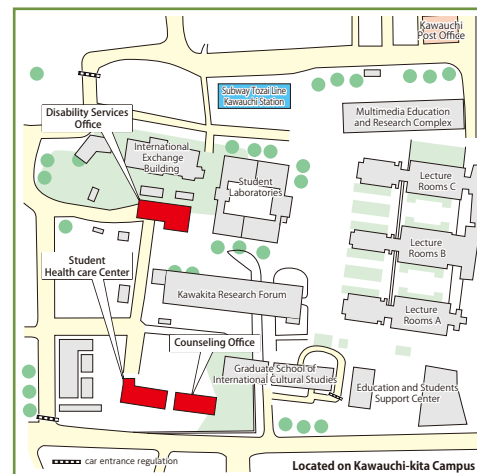 Kawauchi
Post Office
Subway Tozai Line
Kawauchi Station
Disability Services
Office
Multimedia Education
and Research Complex
International
Exchange
Building
Student
Laboratories
Lecture
Rooms C
Lecture
Rooms B
Student
Health care Center
Kawakita Research Forum
Lecture
Rooms A
Counseling Office
Graduate School of
International Cultural Studies
Education and Students
Support Center
car entrance regulation
Located on Kawauchi-kita Campus